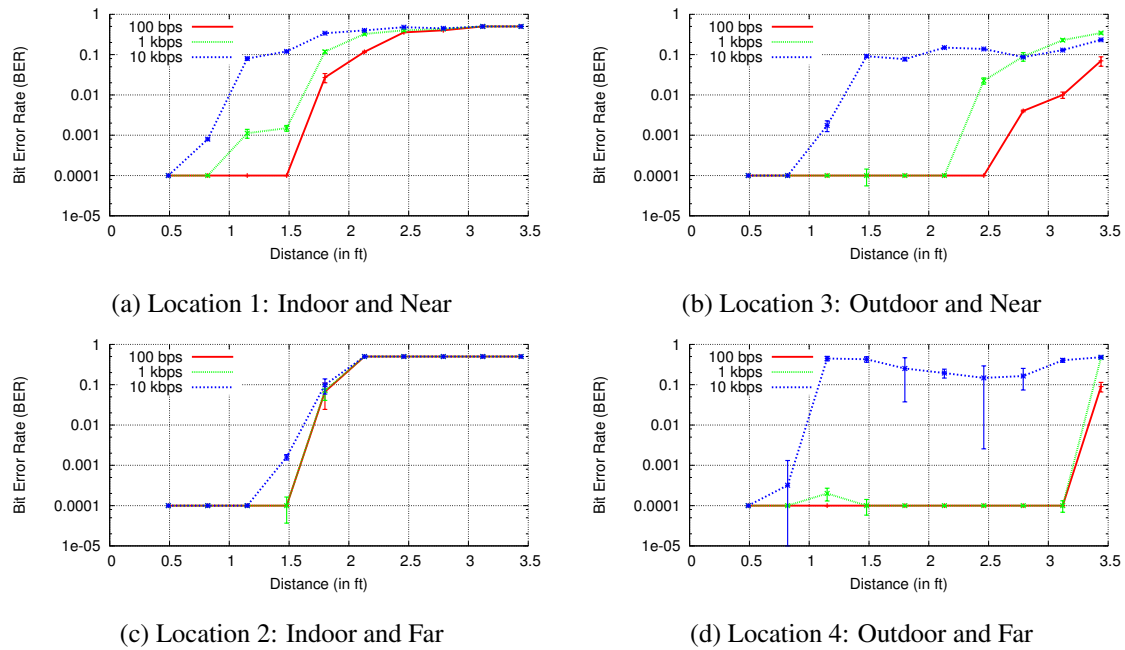 1
0.1
0.01
0.001
0.0001
1e-05
Bit Error Rate (BER)
100 bps
1 kbps
10 kbps
0 0.5 1 1.5 2 2.5 3 3.5
Distance (in ft)
(a) Location 1: Indoor and Near
1
0.1
0.01
0.001
0.0001
1e-05
Bit Error Rate (BER)
100 bps
1 kbps
10 kbps
0 0.5 1 1.5 2 2.5 3 3.5
Distance (in ft)
(b) Location 3: Outdoor and Near
1
0.1
0.01
0.001
0.0001
1e-05
Bit Error Rate (BER)
100 bps
1 kbps
10 kbps
0 0.5 1 1.5 2 2.5 3 3.5
Distance (in ft)
(c) Location 2: Indoor and Far
1
0.1
0.01
0.001
0.0001
1e-05
Bit Error Rate (BER)
100 bps
1 kbps
10 kbps
0 0.5 1 1.5 2 2.5 3 3.5
Distance (in ft)
(d) Location 4: Outdoor and Far